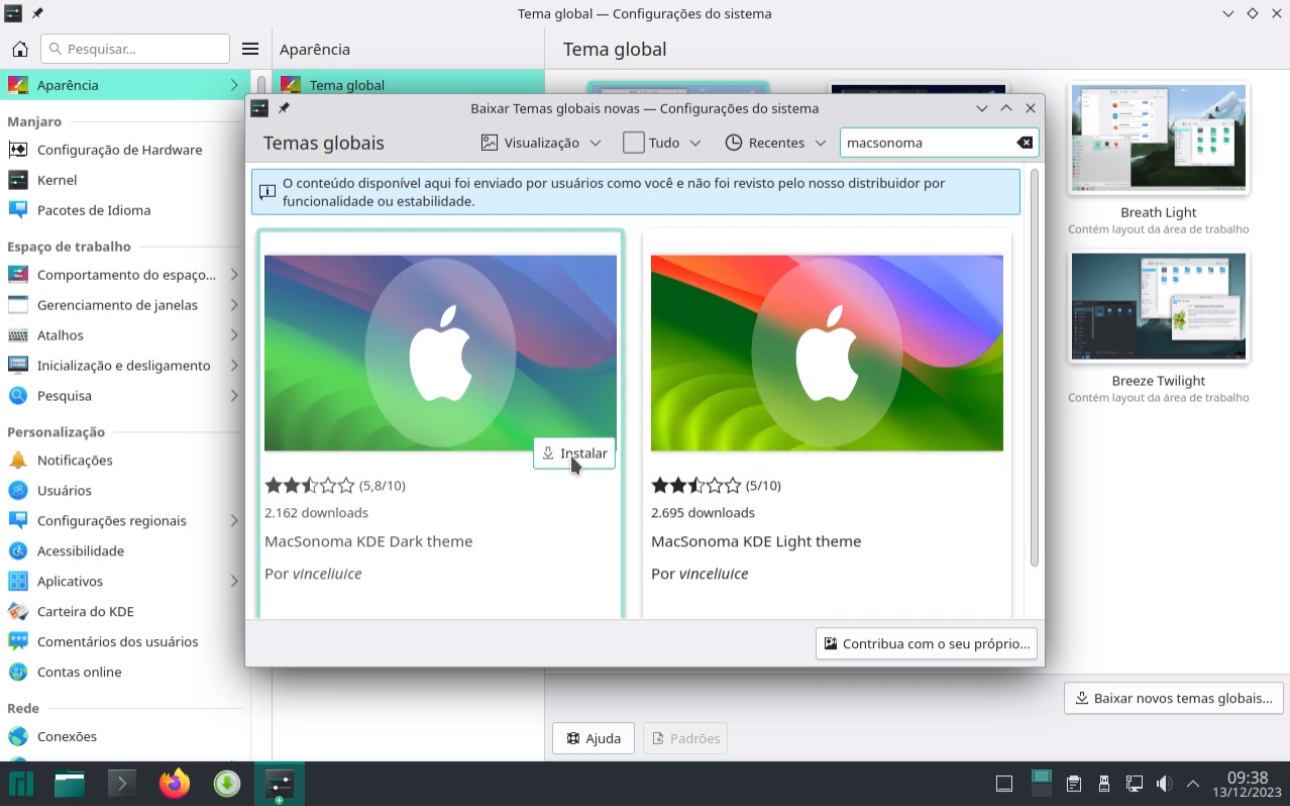 Tema global — Configurações do sistema
Pesquisar...
Aparência
Tema global
Aparência
Tema global
Manjaro
Configuração de Hardware
Kernel
Pacotes de Idioma
Espaço de trabalho
Comportamento do espaço...
Gerenciamento de janelas
Atalhos
Inicialização e desligamento
Pesquisa
Personalização
Notificações
Usuários
Configurações regionais
Acessibilidade
Aplicativos
Carteira do KDE
Comentários dos usuários
Contas online
Rede
Conexões
Baixar Temas globais novas — Configurações do sistema
Temas globais
Visualização
Tudo
Recentes
macsonoma
O conteúdo disponível aqui foi enviado por usuários como você e não foi revisto pelo nosso distribuidor por
funcionalidade ou estabilidade.
Instalar
(5,8/10)
2.162 downloads
MacSonoma KDE Dark theme
Por vinceliuice
(5/10)
2.695 downloads
MacSonoma KDE Light theme
Por vinceliuice
Contribua com o seu próprio...
Breath Light
Contém layout da área de trabalho
Breeze Twilight
Contém layout da área de trabalho
Baixar novos temas globais...
Ajuda
Padrões
09:38
13/12/2023